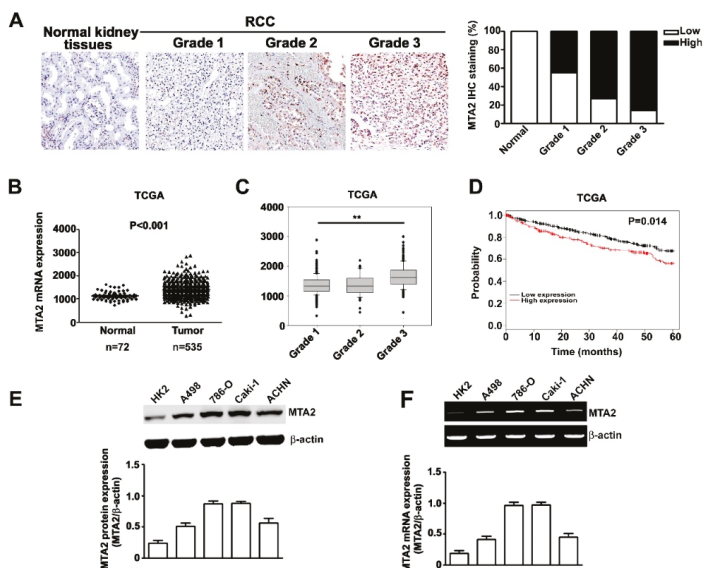 A
Normal kidney
tissues
RCC
Grade 1
Grade 2
Grade 3
MTA2 IHC staining (%)
100
80
60
40
20
0
Low
High
Normal
Grade 1
Grade 2
Grade 3
B
TCGA
P<0.001
MTA2 mRNA expression
4000
3000
2000
1000
0
Normal
Tumor
n=72
n=535
C
TCGA
**
4000
3000
2000
1000
0
Grade 1
Grade 2
Grade 3
D
TCGA
P=0.014
Probability
1.0
0.8
0.6
0.4
0.2
0.0
Low expression
High expression
0
10
20
30
40
50
60
Time (months)
E
HK2
A498
786-O
Caki-1
ACHN
MTA2
β-actin
MTA2 protein expression
(MTA2/β-actin)
1.5
1.0
0.5
0
F
HK2
A498
786-O
Caki-1
ACHN
MTA2
β-actin
MTA2 mRNA expression
(MTA2/β-actin)
1.5
1.0
0.5
0